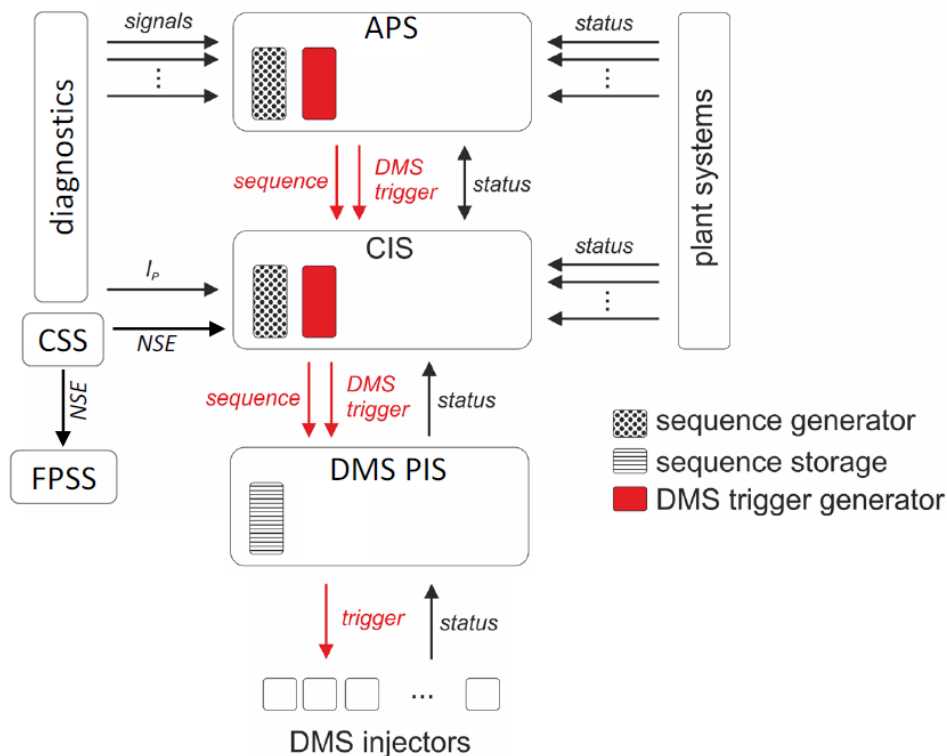 signals
APS
status
⋮
⋮
diagnostics
plant systems
sequence
DMS
trigger
status
CIS
status
I_P
⋮
CSS
NSE
NSE
sequence
DMS
trigger
status
FPSS
DMS PIS
sequence generator
sequence storage
DMS trigger generator
trigger
status
...
DMS injectors